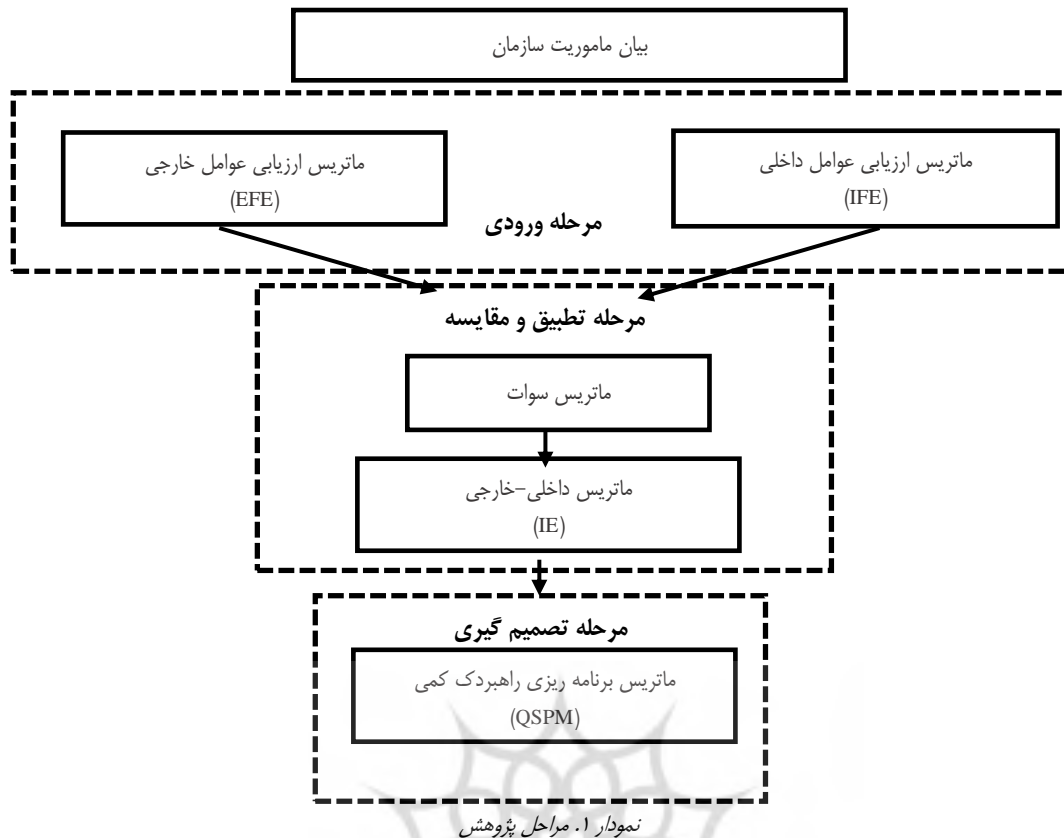 بیان ماموریت سازمان
ماتریس ارزیابی عوامل داخلی
(IFE)
ماتریس ارزیابی عوامل خارجی
(EFE)
مرحله ورودی
مرحله تطبیق و مقایسه
ماتریس سوات
ماتریس داخلی-خارجی
(IE)
مرحله تصمیم گیری
ماتریس برنامه ریزی راهبردک کمی
(QSPM)
نمودار ۱. مراحل پژوهش